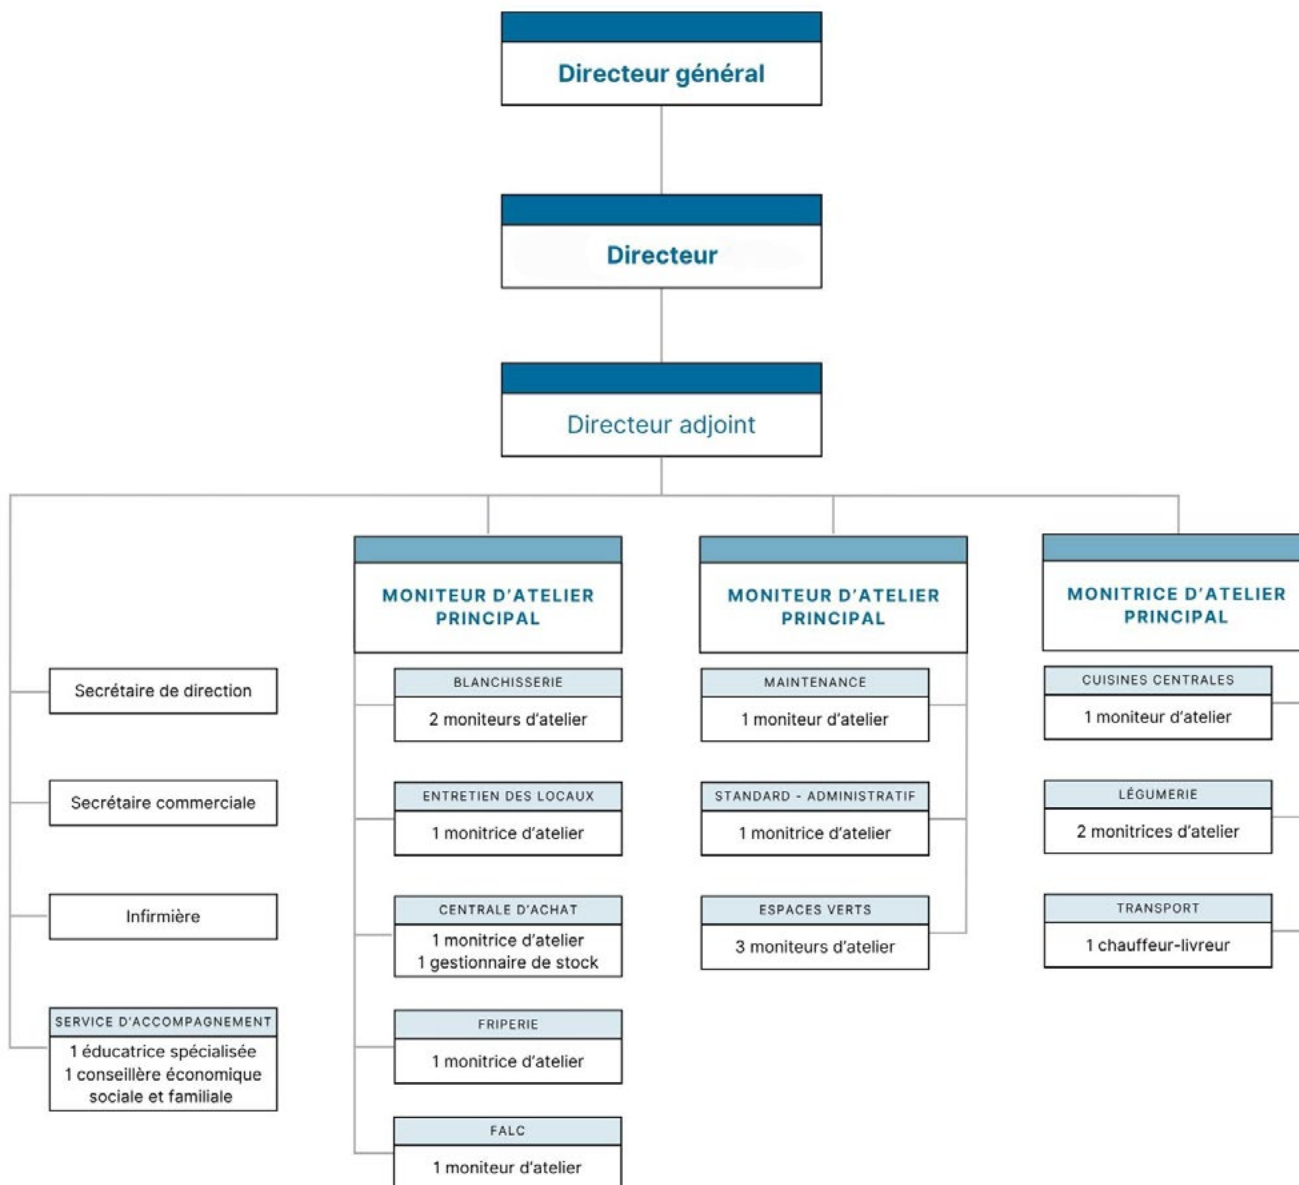 Directeur général
Directeur
Directeur adjoint
Secrétaire de direction
Secrétaire commerciale
Infirmière
SERVICE D'ACCOMPAGNEMENT
1 éducatrice spécialisée
1 conseillère économique
sociale et familiale
MONITEUR D'ATELIER
PRINCIPAL
BLANCHISSERIE
2 moniteurs d'atelier
ENTRETIEN DES LOCAUX
1 monitrice d'atelier
CENTRALE D'ACHAT
1 monitrice d'atelier
1 gestionnaire de stock
FRIPERIE
1 monitrice d'atelier
FALC
1 moniteur d'atelier
MONITEUR D'ATELIER
PRINCIPAL
MAINTENANCE
1 moniteur d'atelier
STANDARD - ADMINISTRATIF
1 monitrice d'atelier
ESPACES VERTS
3 moniteurs d'atelier
MONITRICE D'ATELIER
PRINCIPAL
CUISINES CENTRALES
1 moniteur d'atelier
LÉGUMERIE
2 monitrices d'atelier
TRANSPORT
1 chauffeur-livreur